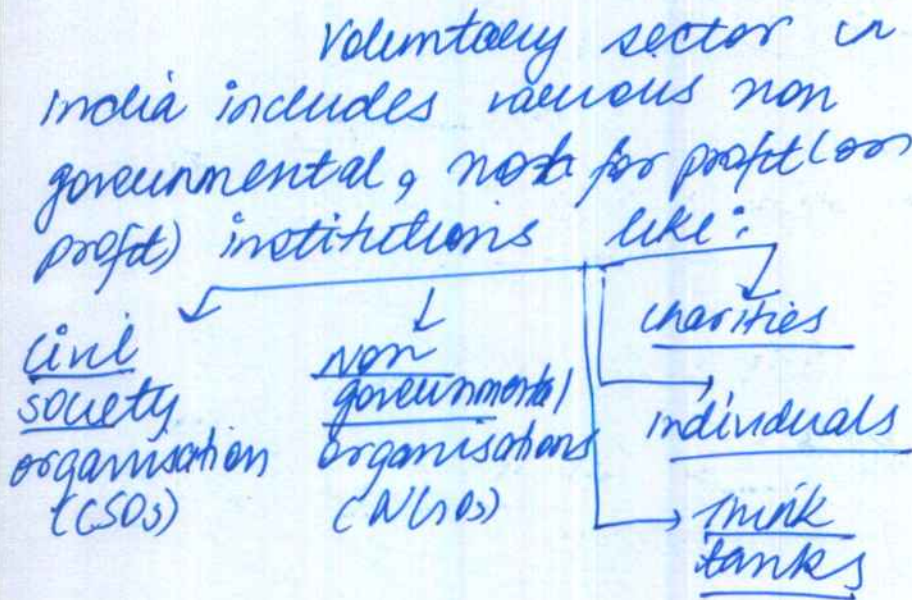 Voluntary sector in
India includes various non
governmental, not for profit (or
profit) institutions like:
Civil
society
organisation
(CSOs)
Non
governmental
organisations
(NGOs)
charities
individuals
think
tanks